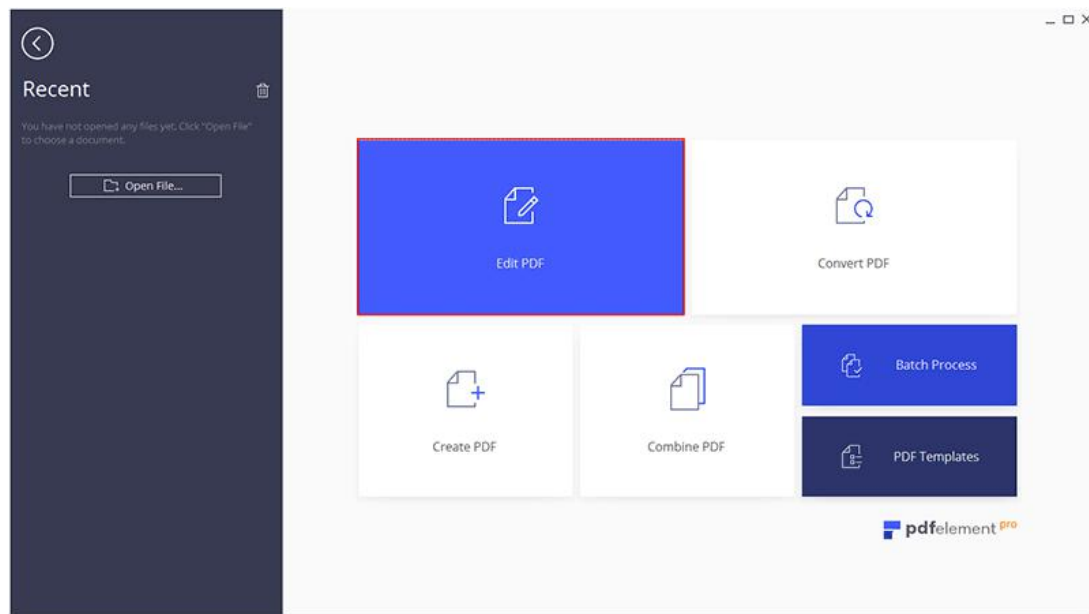 Recent
You have not opened any files yet. Click "Open File"
to choose a document.
Open File...
Edit PDF
Convert PDF
Create PDF
Combine PDF
Batch Process
PDF Templates
pdfelement pro